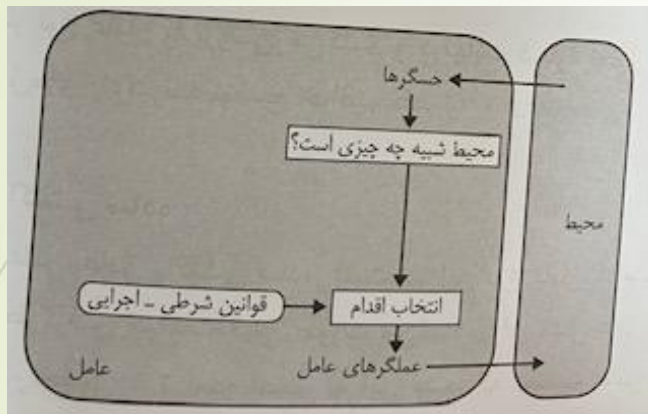 حسگرها
محیط شبیه چه چیزی است؟
محیط
قوانین شرطی - اجرایی
انتخاب اقدام
عملگرهای عامل
عامل